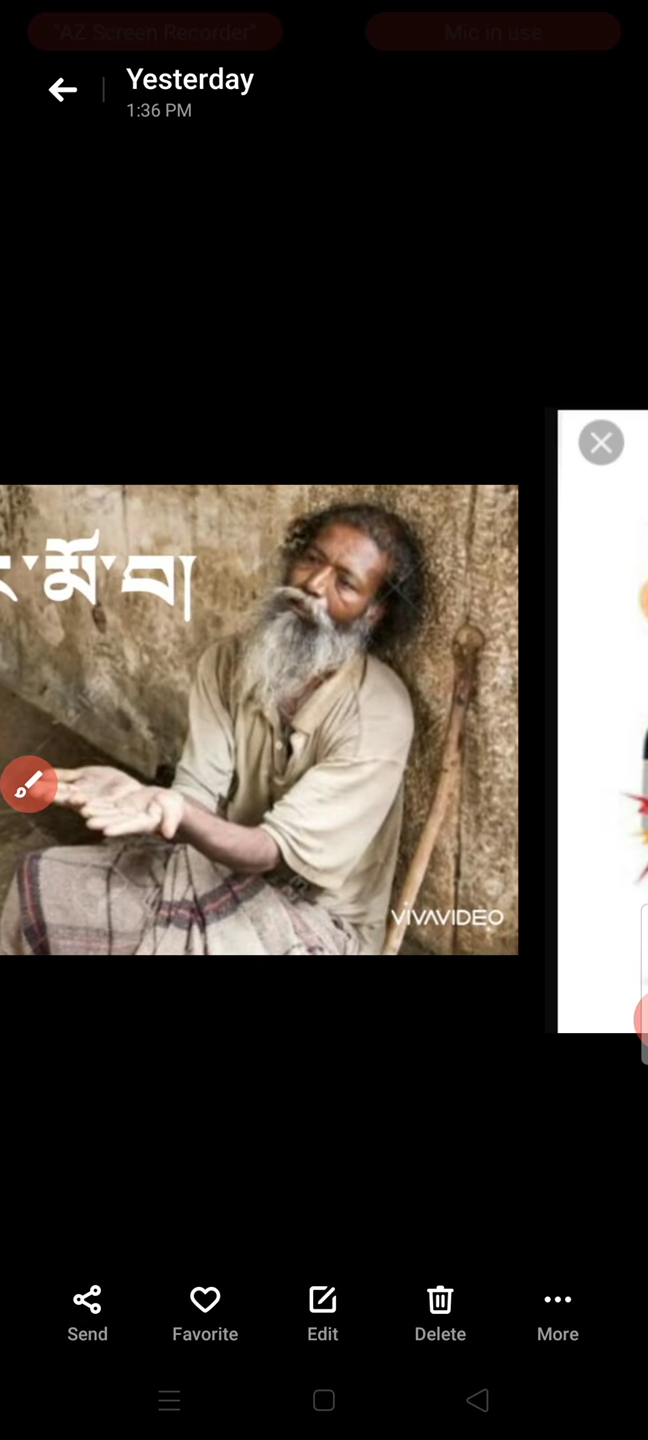 "AZ Screen Recorder"
Mic in use
Yesterday
1:36 PM
་མོ་བ།
VIVAVIDEO
Send
Favorite
Edit
Delete
More